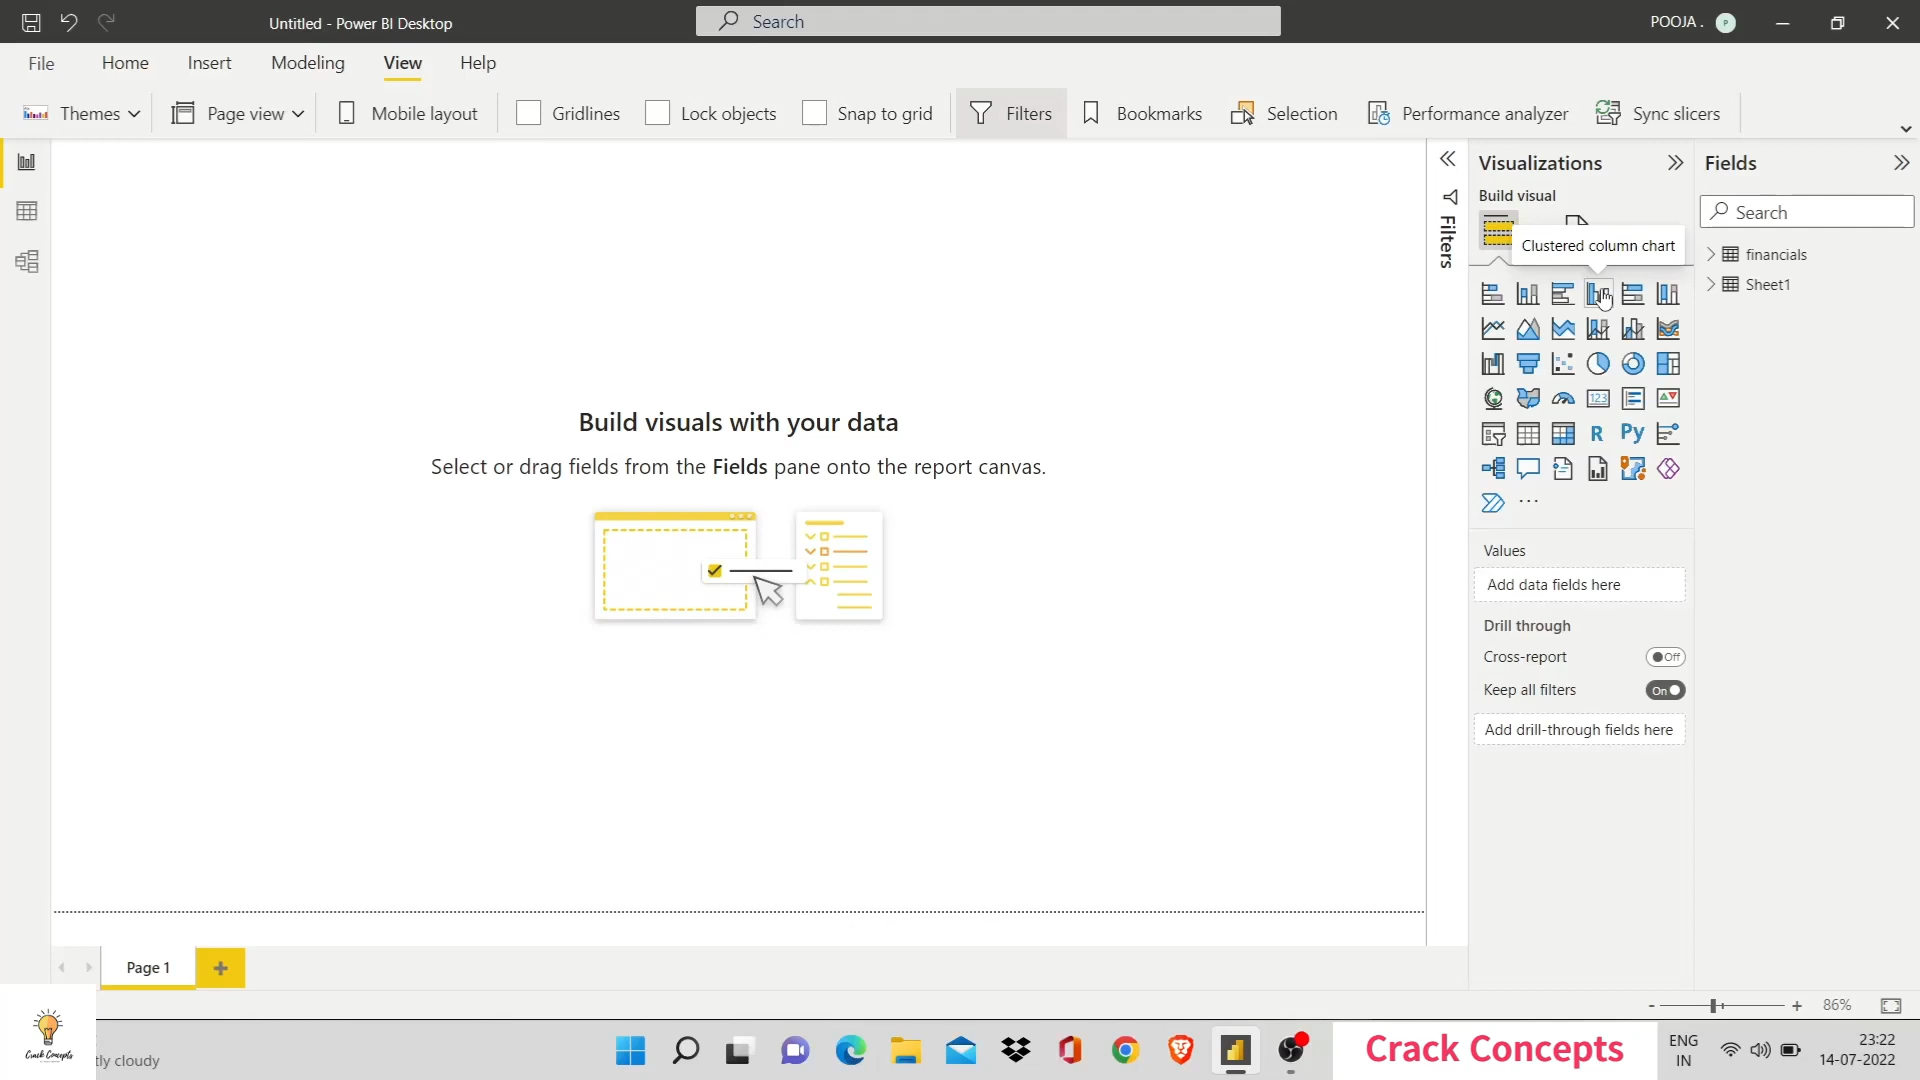 Untitled - Power BI Desktop
Search
POOJA .
P
File
Home
Insert
Modeling
View
Help
Themes
Page view
Mobile layout
Gridlines
Lock objects
Snap to grid
Filters
Bookmarks
Selection
Performance analyzer
Sync slicers
Filters
Visualizations
Build visual
Clustered column chart
123
R
Py
...
Values
Add data fields here
Drill through
Cross-report
Off
Keep all filters
On
Add drill-through fields here
Fields
Search
financials
Sheet1
Build visuals with your data
Select or drag fields from the Fields pane onto the report canvas.
Page 1
+
- + 86%
Crack Concepts
tly cloudy
Crack Concepts
ENG
IN
23:22
14-07-2022